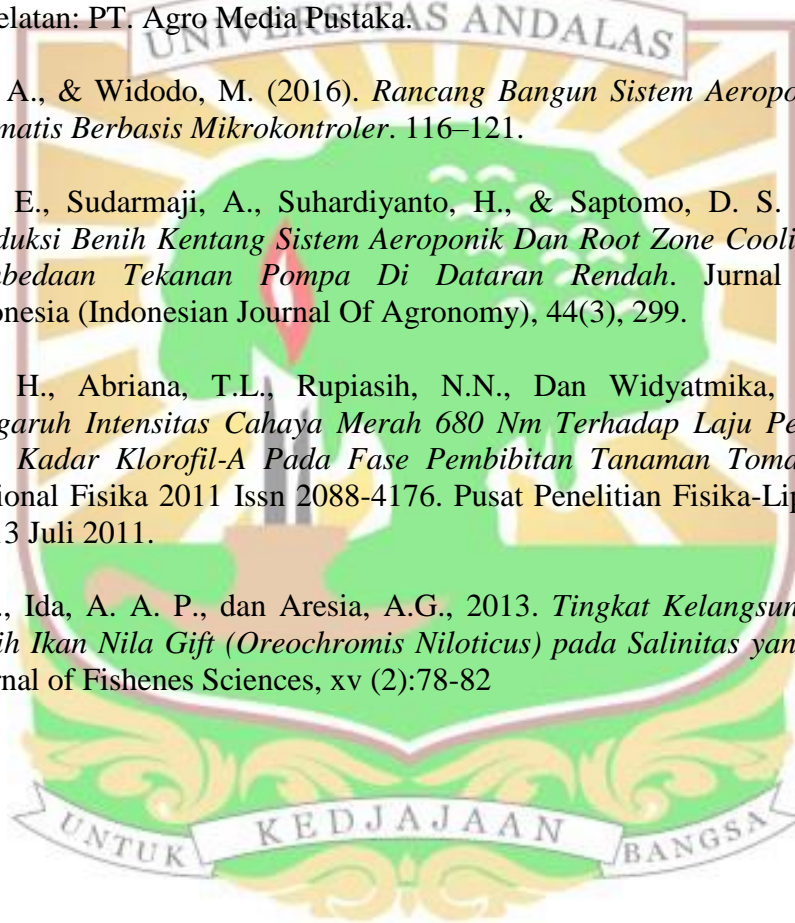 elatan: PT. Agro Media Pustaka.
UNIVERSITAS ANDALAS
A., & Widodo, M. (2016). Rancang Bangun Sistem Aeropo
matis Berbasis Mikrokontroler. 116–121.
E., Sudarmaji, A., Suhardiyanto, H., & Saptomo, D. S.
duksi Benih Kentang Sistem Aeroponik Dan Root Zone Cooli
bedaan Tekanan Pompa Di Dataran Rendah. Jurnal
onesia (Indonesian Journal Of Agronomy), 44(3), 299.
H., Abriana, T.L., Rupiasih, N.N., Dan Widyatmika,
garuh Intensitas Cahaya Merah 680 Nm Terhadap Laju Pe
Kadar Klorofil-A Pada Fase Pembibitan Tanaman Toma
ional Fisika 2011 Issn 2088-4176. Pusat Penelitian Fisika-Lip
13 Juli 2011.
., Ida, A. A. P., dan Aresia, A.G., 2013. Tingkat Kelangsun
ih Ikan Nila Gift (Oreochromis Niloticus) pada Salinitas yan
rnal of Fishenes Sciences, xv (2):78-82
UNTUK KEDJAJAAN BANGSA